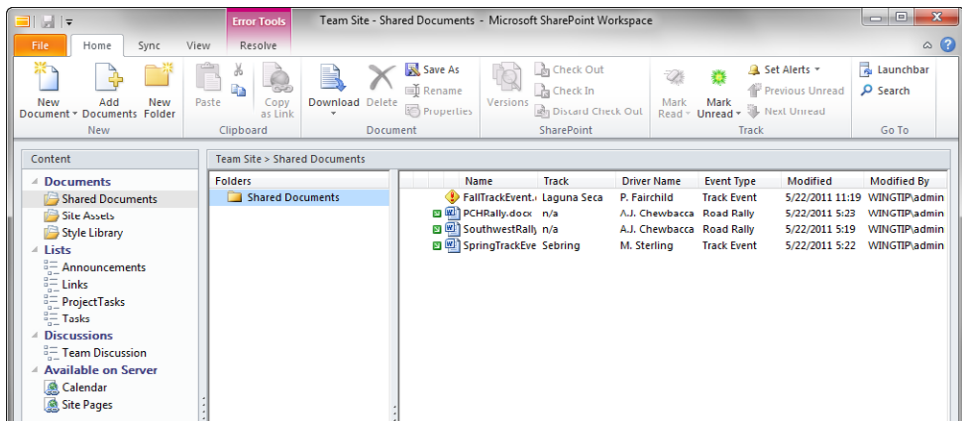 Error Tools
Team Site - Shared Documents - Microsoft SharePoint Workspace
File Home Sync View Resolve
New Document
Add Documents
New Folder
New
Paste
Copy as Link
Clipboard
Download
Delete
Save As
Rename
Properties
Document
Versions
Check Out
Check In
Discard Check Out
SharePoint
Mark Read
Mark Unread
Set Alerts
Previous Unread
Next Unread
Track
Launchbar
Search
Go To
Content
Documents
Shared Documents
Site Assets
Style Library
Lists
Announcements
Links
ProjectTasks
Tasks
Discussions
Team Discussion
Available on Server
Calendar
Site Pages
Team Site > Shared Documents
Folders
Shared Documents
Name Track Driver Name Event Type Modified Modified By
FallTrackEvent. Laguna Seca P. Fairchild Track Event 5/22/2011 11:19 WINGTIP\admin
PCHRally.docx n/a A.J. Chewbacca Road Rally 5/22/2011 5:23 WINGTIP\admin
SouthwestRally n/a A.J. Chewbacca Road Rally 5/22/2011 5:19 WINGTIP\admin
SpringTrackEve Sebring M. Sterling Track Event 5/22/2011 5:22 WINGTIP\admin